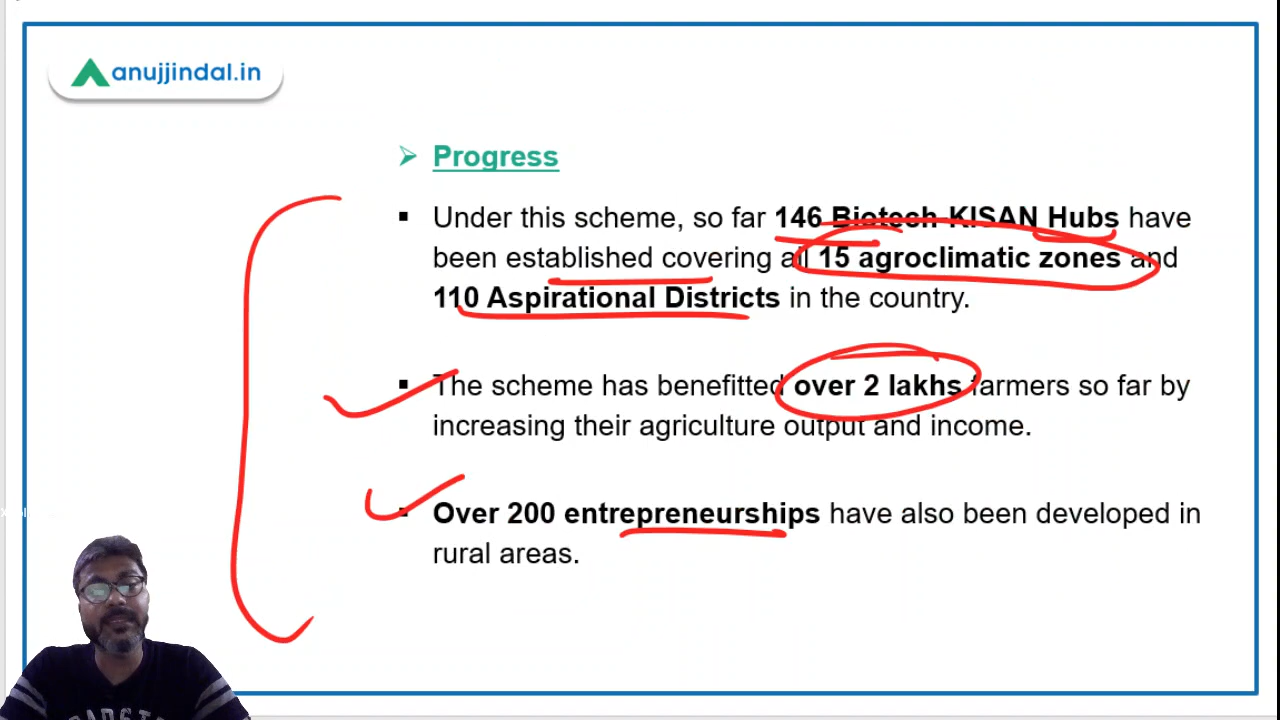 anujjindal.in
Progress
Under this scheme, so far 146 Biotech-KISAN Hubs have
been established covering all 15 agroclimatic zones and
110 Aspirational Districts in the country.
The scheme has benefitted over 2 lakhs farmers so far by
increasing their agriculture output and income.
Over 200 entrepreneurships have also been developed in
rural areas.